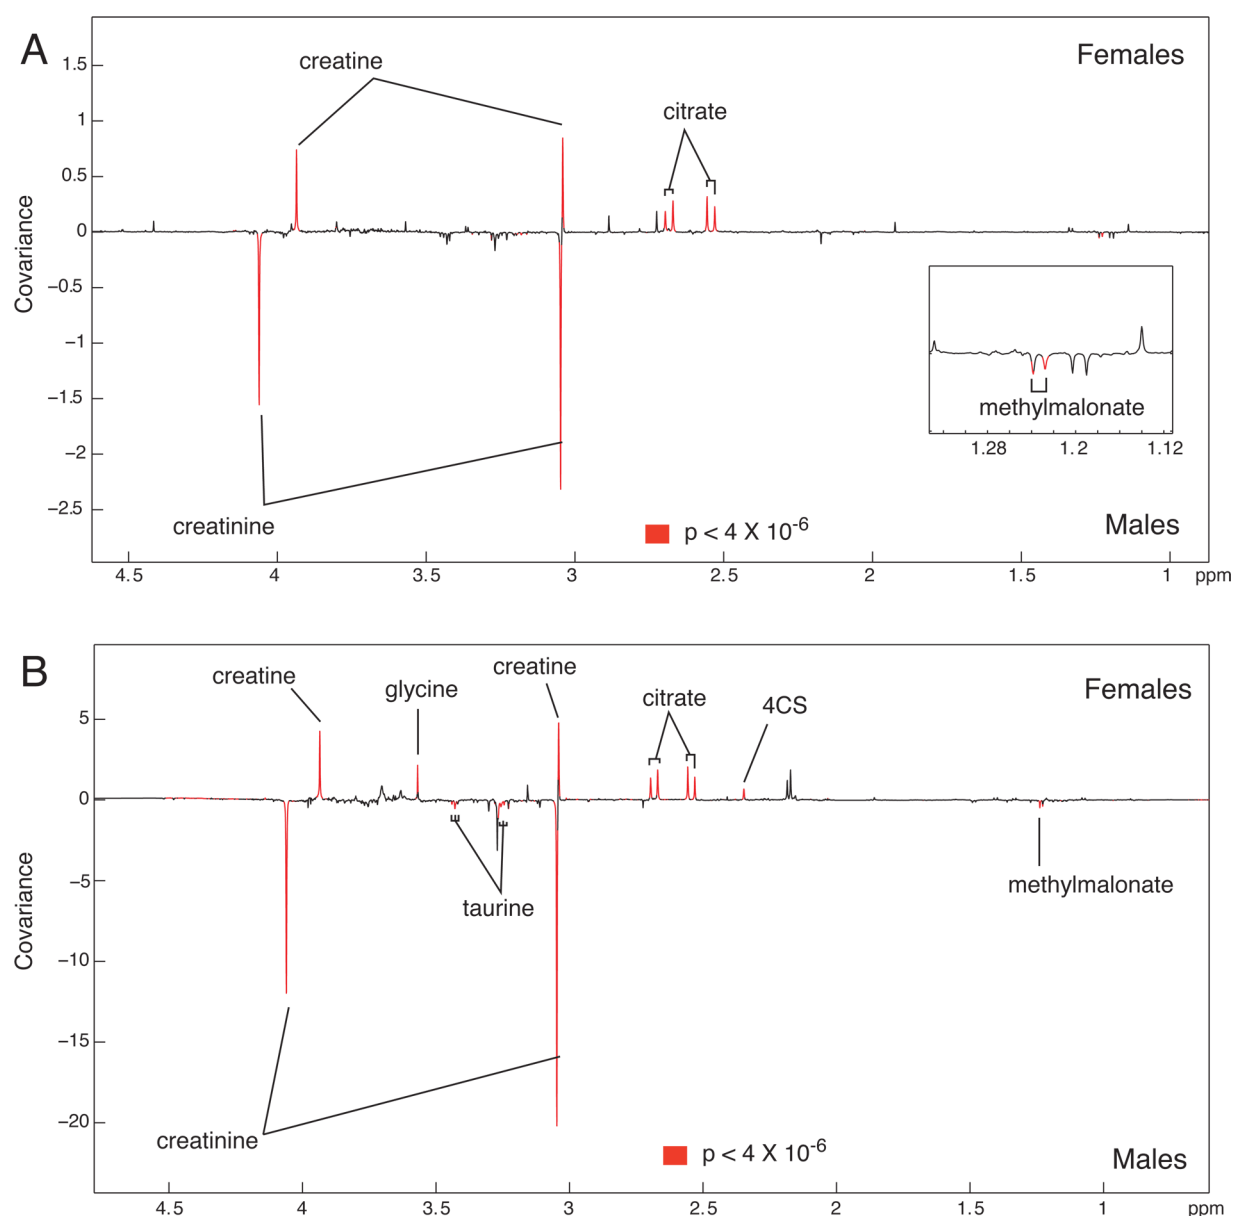 A
Females
creatine
citrate
1.5
1
0.5
0
−0.5
−1
−1.5
−2
−2.5
Covariance
methylmalonate
1.28
1.2
1.12
creatinine
p < 4 X 10-6
Males
4.5
4
3.5
3
2.5
2
1.5
1
ppm
B
Females
creatine
glycine
creatine
citrate
4CS
5
0
−5
−10
−15
−20
Covariance
taurine
methylmalonate
creatinine
p < 4 X 10-6
Males
4.5
4
3.5
3
2.5
2
1.5
1
ppm